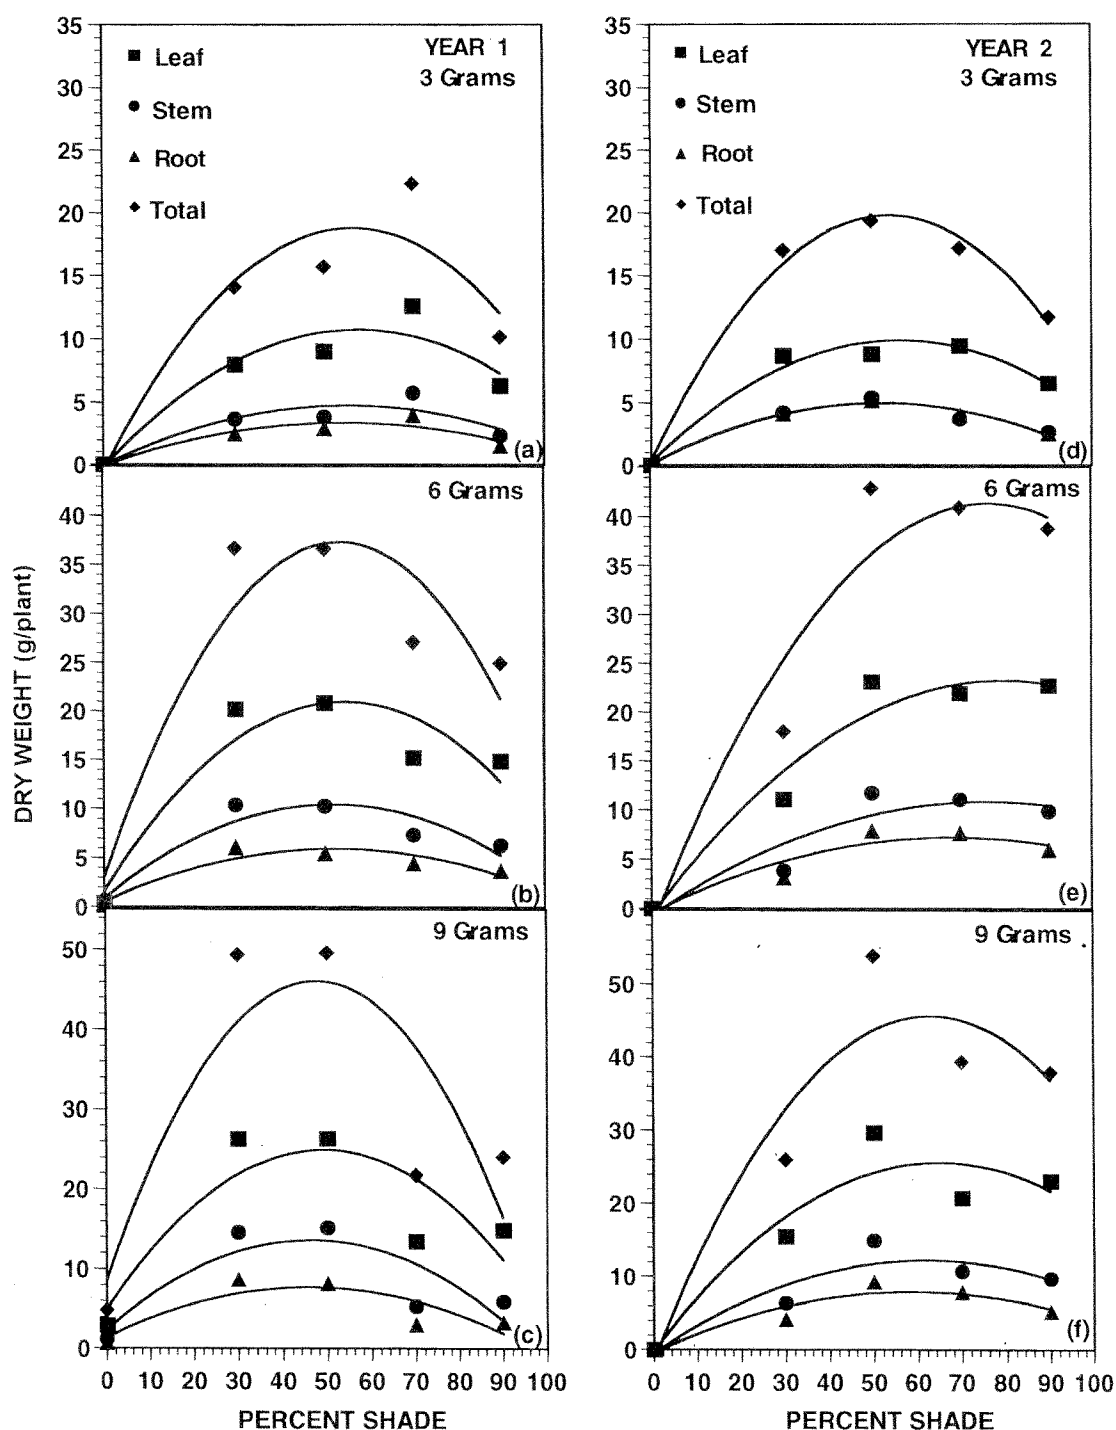 35
30
25
20
15
10
5
0
Leaf
Stem
Root
Total
YEAR 1
3 Grams
(a)
35
30
25
20
15
10
5
0
Leaf
Stem
Root
Total
YEAR 2
3 Grams
(d)
DRY WEIGHT (g/plant)
40
35
30
25
20
15
10
5
0
6 Grams
(b)
40
35
30
25
20
15
10
5
0
6 Grams
(e)
50
40
30
20
10
0
9 Grams
(c)
50
40
30
20
10
0
9 Grams
(f)
0 10 20 30 40 50 60 70 80 90 100
PERCENT SHADE
0 10 20 30 40 50 60 70 80 90 100
PERCENT SHADE